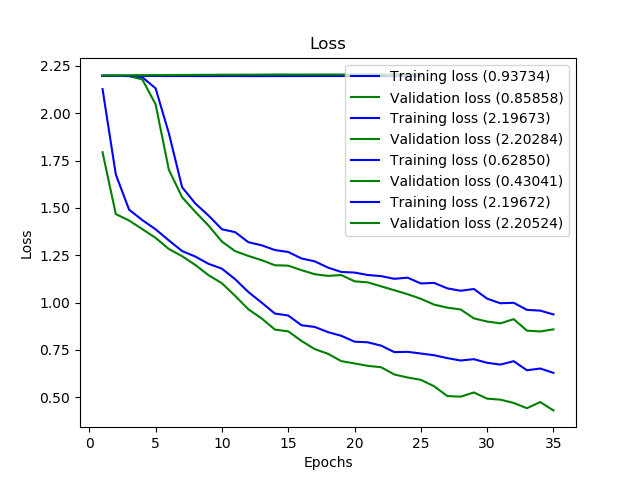 Loss
2.25
2.00
1.75
1.50
1.25
1.00
0.75
0.50
Loss
Training loss (0.93734)
Validation loss (0.85858)
Training loss (2.19673)
Validation loss (2.20284)
Training loss (0.62850)
Validation loss (0.43041)
Training loss (2.19672)
Validation loss (2.20524)
0 5 10 15 20 25 30 35
Epochs